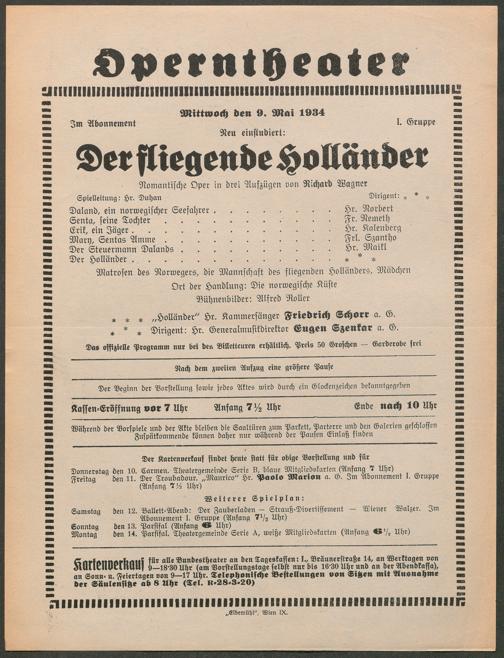 Operntheater
Mittwoch den 9. Mai 1934
Im Abonnement I. Gruppe
Neu einstudiert:
Der fliegende Holländer
Romantische Oper in drei Aufzügen von Richard Wagner
Spielleitung: Hr. Duhan Dirigent: * * *
Daland, ein norwegischer Seefahrer . . . . . . . . . Hr. Norbert
Senta, seine Tochter . . . . . . . . . . . Fr. Nemeth
Erik, ein Jäger . . . . . . . . . . . . Hr. Kalenberg
Mary, Sentas Amme . . . . . . . . . . . Frl. Szantho
Der Steuermann Dalands . . . . . . . . . . Hr. Maikl
Der Holländer . . . . . . . . . . . . * * *
Matrosen des Norwegers, die Mannschaft des fliegenden Holländers, Mädchen
Ort der Handlung: Die norwegische Küste
Bühnenbilder: Alfred Roller
* * * „Holländer“ Hr. Kammersänger Friedrich Schorr a. G.
* * * Dirigent: Hr. Generalmusikdirektor Eugen Szenkar a. G.
Das offizielle Programm nur bei den Billetteuren erhältlich. Preis 50 Groschen — Garderobe frei
Nach dem zweiten Aufzug eine größere Pause
Der Beginn der Vorstellung sowie jedes Aktes wird durch ein Glockenzeichen bekanntgegeben
Kassen-Eröffnung vor 7 Uhr Anfang 7½ Uhr Ende nach 10 Uhr
Während der Vorspiele und der Akte bleiben die Saaltüren zum Parkett, Parterre und den Galerien geschlossen
Zuspätkommende können daher nur während der Pausen Einlaß finden
Der Kartenverkauf findet heute statt für obige Vorstellung und für
Donnerstag den 10. Carmen. Theatergemeinde Serie B, blaue Mitgliedskarten (Anfang 7 Uhr)
Freitag den 11. Der Troubadour. „Manrico“ Hr. Paolo Marion a. G. Im Abonnement I. Gruppe
(Anfang 7½ Uhr)
Weiterer Spielplan:
Samstag den 12. Ballett-Abend: Der Zauberladen — Strauß-Divertissement — Wiener Walzer. Im
Abonnement I. Gruppe (Anfang 7½ Uhr)
Sonntag den 13. Parsifal (Anfang 6 Uhr)
Montag den 14. Parsifal. Theatergemeinde Serie A, weiße Mitgliedskarten (Anfang 6½ Uhr)
Kartenverkauf für alle Bundestheater an den Tageskassen: I., Bräunerstraße 14, an Werktagen von
9—18'30 Uhr (am Vorstellungstage selbst nur bis 16'30 Uhr und an der Abendkassa),
an Sonn- u. Feiertagen von 9—17 Uhr. Telephonische Bestellungen von Sitzen mit Ausnahme
der Säulensitze ab 8 Uhr (Tel. R-28-3-20)
„Elbemühl“, Wien IX.